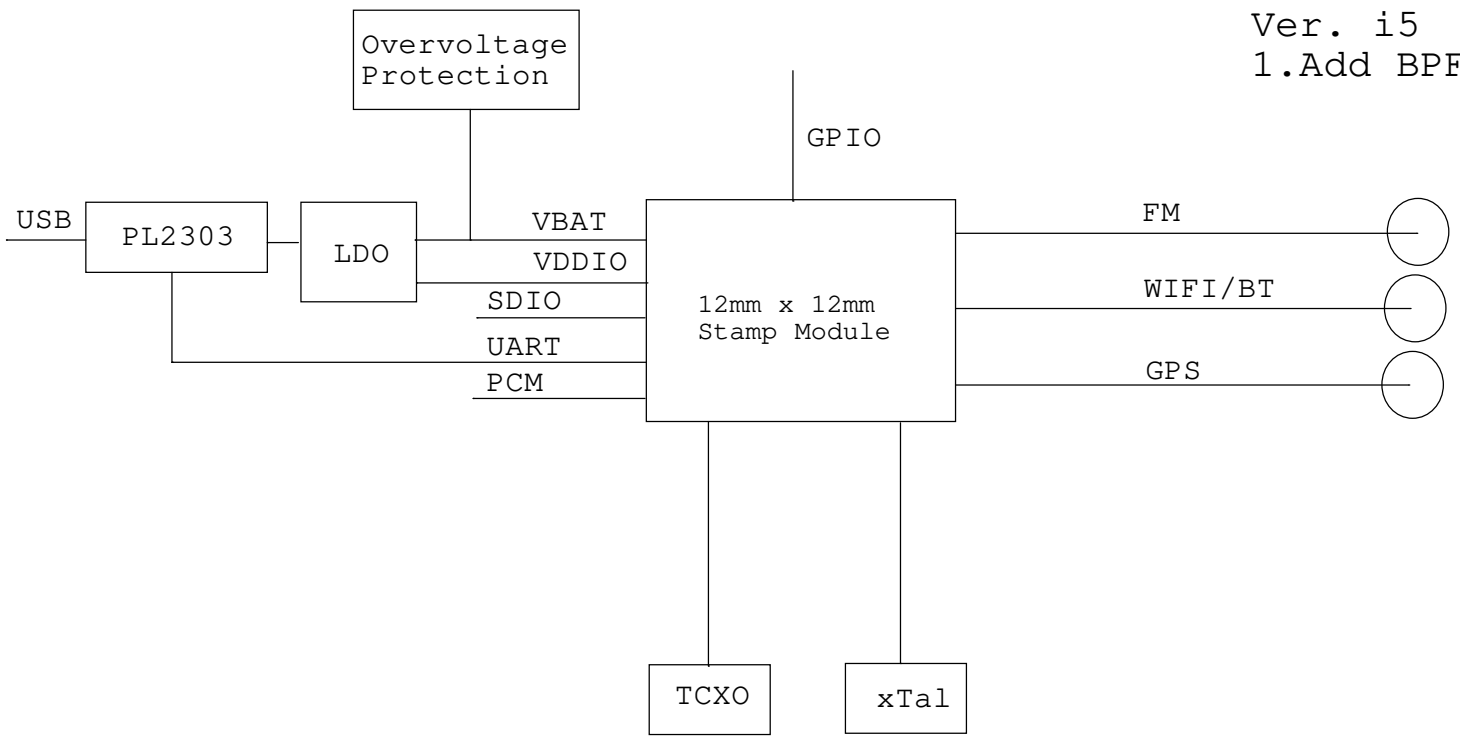 Ver. i5
1.Add BPF
Overvoltage
Protection
GPIO
USB
PL2303
LDO
VBAT
VDDIO
SDIO
UART
PCM
12mm x 12mm
Stamp Module
FM
WIFI/BT
GPS
TCXO
xTal